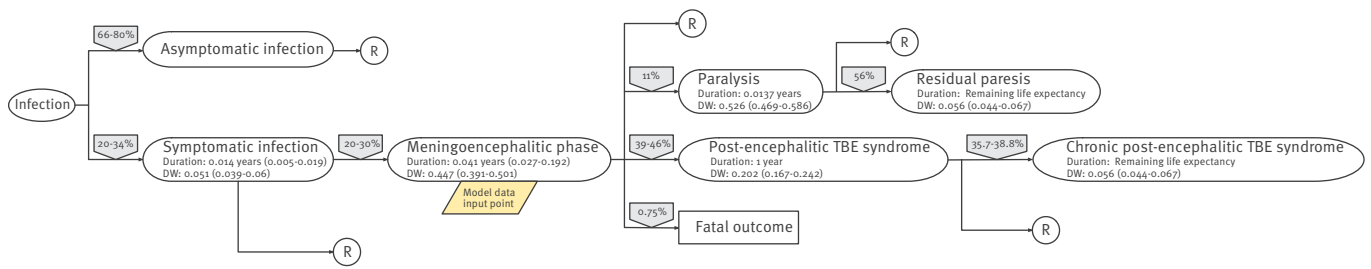 Infection
66-80%
Asymptomatic infection
R
20-34%
Symptomatic infection
Duration: 0.014 years (0.005-0.019)
DW: 0.051 (0.039-0.06)
R
20-30%
Meningoencephalitic phase
Duration: 0.041 years (0.027-0.192)
DW: 0.447 (0.391-0.501)
Model data
input point
R
11%
Paralysis
Duration: 0.0137 years
DW: 0.526 (0.469-0.586)
R
56%
Residual paresis
Duration: Remaining life expectancy
DW: 0.056 (0.044-0.067)
39-46%
Post-encephalitic TBE syndrome
Duration: 1 year
DW: 0.202 (0.167-0.242)
35.7-38.8%
Chronic post-encephalitic TBE syndrome
Duration: Remaining life expectancy
DW: 0.056 (0.044-0.067)
R
0.75%
Fatal outcome